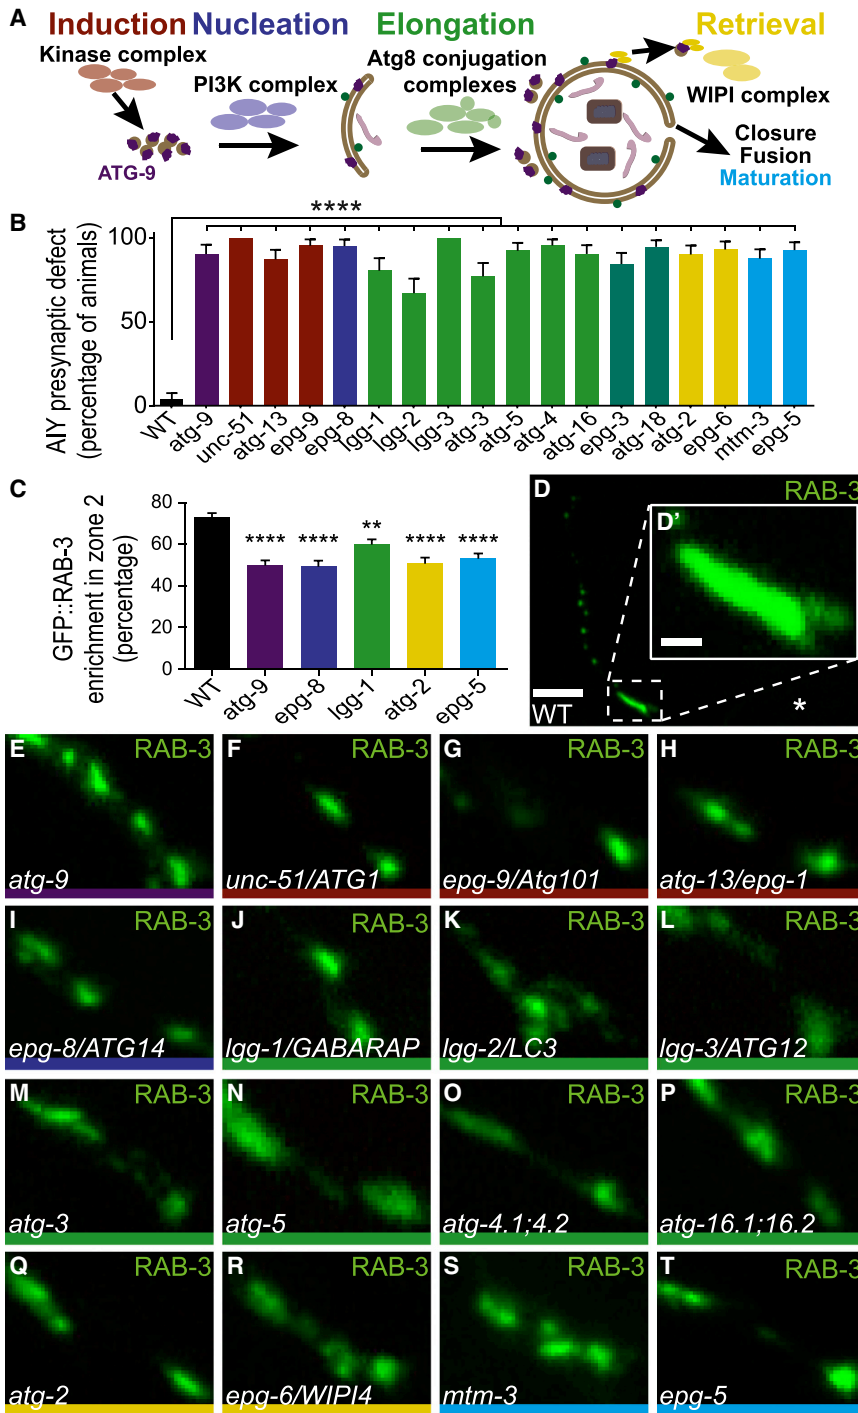 A
Induction Nucleation Elongation Retrieval
Kinase complex
PI3K complex
Atg8 conjugation
complexes
WIPI complex
ATG-9
Closure
Fusion
Maturation
B
****
AIY presynaptic defect
(percentage of animals)
100
50
0
WT
atg-9
unc-51
atg-13
epg-9
epg-8
lgg-1
lgg-2
lgg-3
atg-3
atg-5
atg-4
atg-16
epg-3
atg-18
atg-2
epg-6
mtm-3
epg-5
C
GFP::RAB-3
enrichment in zone 2
(percentage)
80
60
40
20
0
**** **** ** **** ****
WT
atg-9
epg-8
lgg-1
atg-2
epg-5
D RAB-3
D'
WT
*
E RAB-3
atg-9
F RAB-3
unc-51/ATG1
G RAB-3
epg-9/Atg101
H RAB-3
atg-13/epg-1
I RAB-3
epg-8/ATG14
J RAB-3
lgg-1/GABARAP
K RAB-3
lgg-2/LC3
L RAB-3
lgg-3/ATG12
M RAB-3
atg-3
N RAB-3
atg-5
O RAB-3
atg-4.1;4.2
P RAB-3
atg-16.1;16.2
Q RAB-3
atg-2
R RAB-3
epg-6/WIPI4
S RAB-3
mtm-3
T RAB-3
epg-5